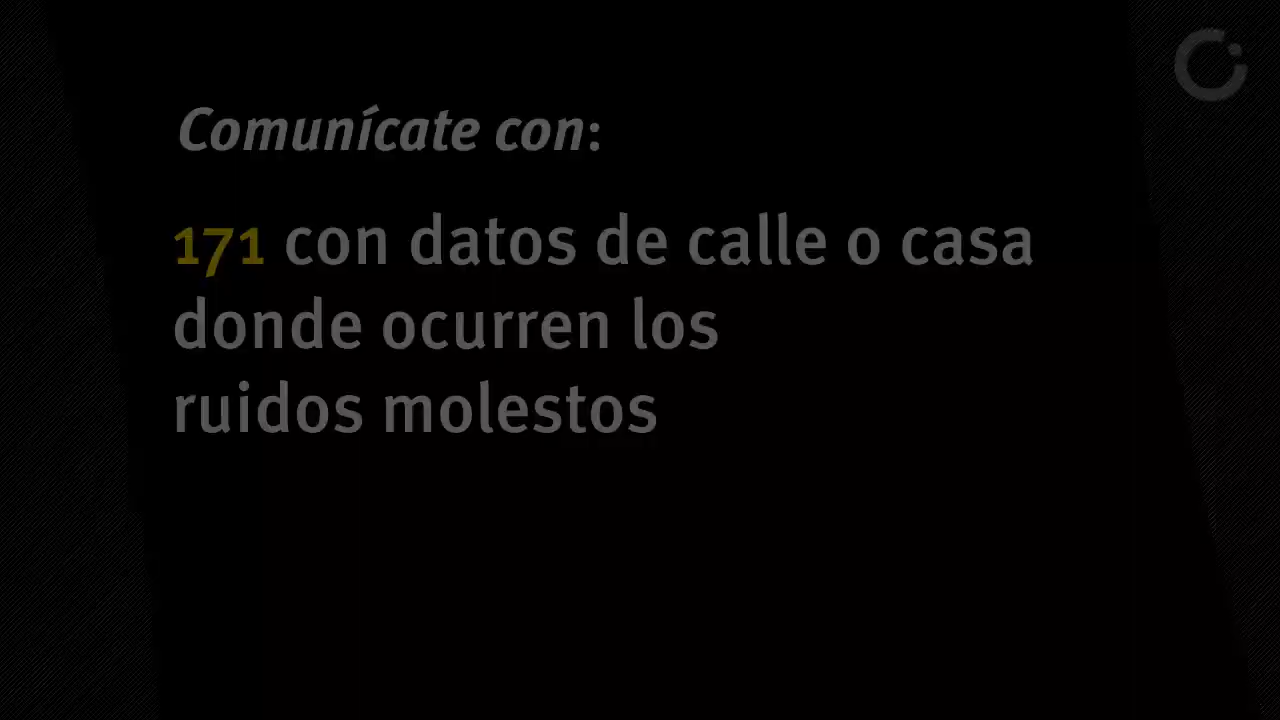 Comunícate con:
171 con datos de calle o casa
donde ocurren los
ruidos molestos